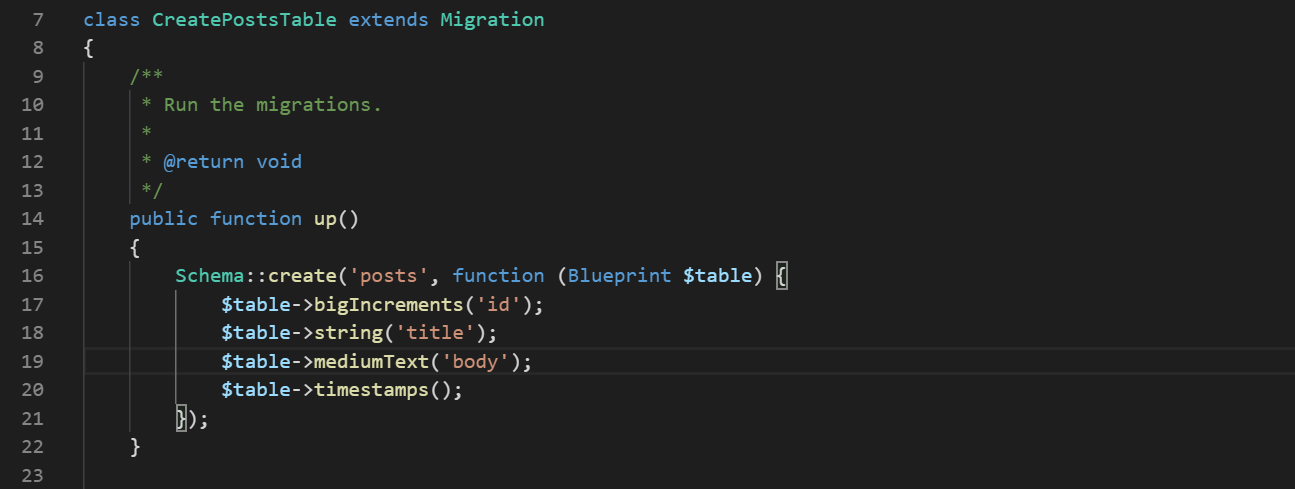 7 class CreatePostsTable extends Migration
8 {
9     /**
10      * Run the migrations.
11      *
12      * @return void
13      */
14     public function up()
15     {
16         Schema::create('posts', function (Blueprint $table) {
17             $table->bigIncrements('id');
18             $table->string('title');
19             $table->mediumText('body');
20             $table->timestamps();
21         });
22     }
23